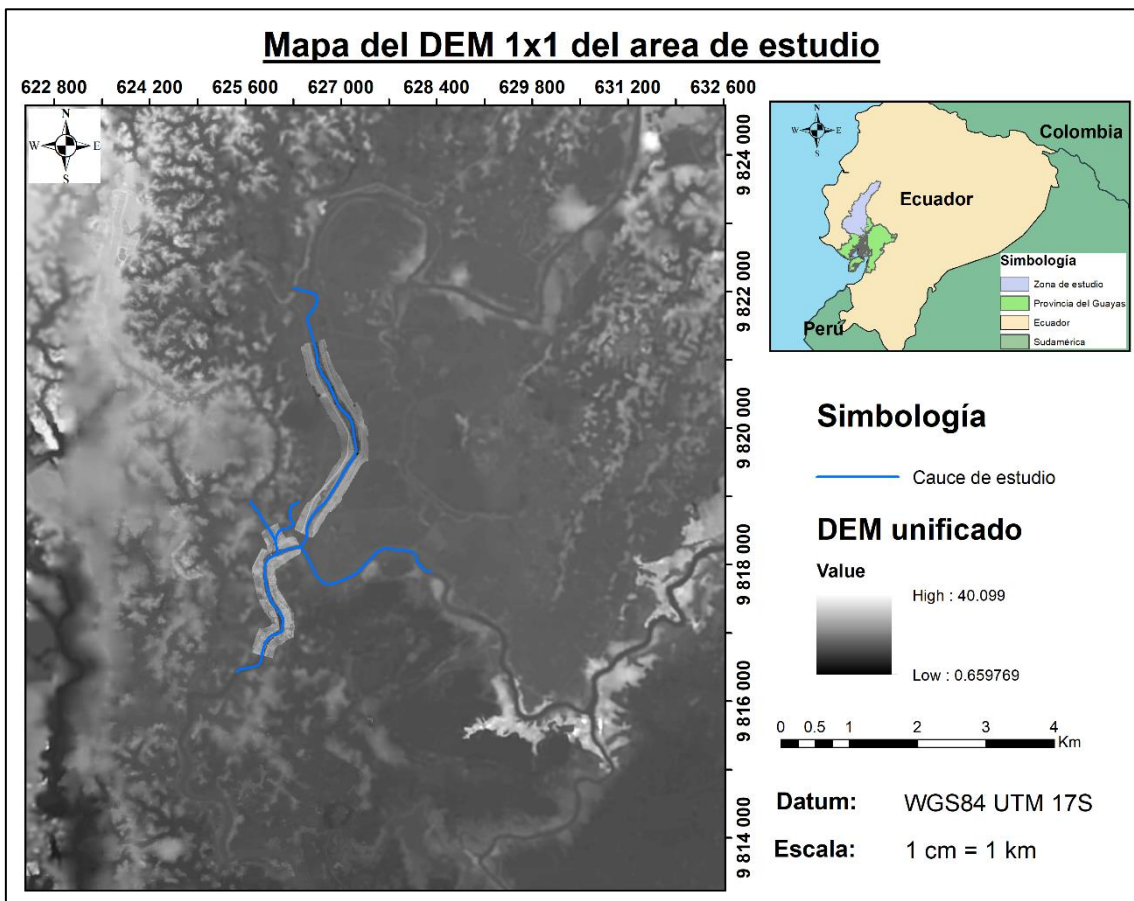 Mapa del DEM 1x1 del area de estudio
622 800 624 200 625 600 627 000 628 400 629 800 631 200 632 600
N
W E
S
9 824 000
9 822 000
9 820 000
9 818 000
9 816 000
9 814 000
N
W E
S
Colombia
Ecuador
Perú
Simbología
Zona de estudio
Provincia del Guayas
Ecuador
Sudamérica
Simbología
Cauce de estudio
DEM unificado
Value
High : 40.099
Low : 0.659769
0 0.5 1 2 3 4
Km
Datum: WGS84 UTM 17S
Escala: 1 cm = 1 km